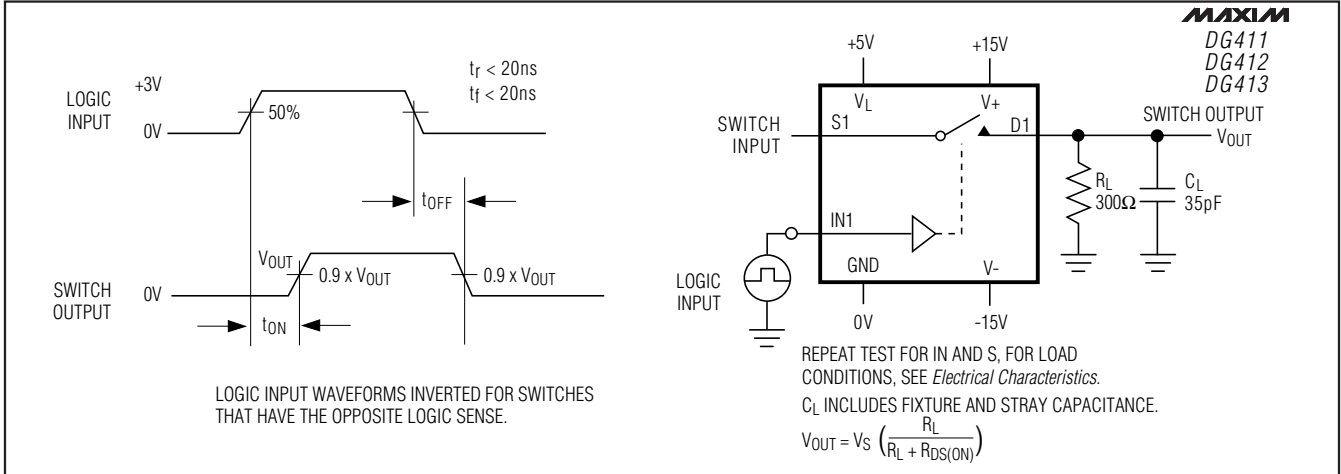 MAXIM
DG411
DG412
DG413
LOGIC
INPUT
+3V
0V
50%
tr < 20ns
tf < 20ns
tOFF
SWITCH
OUTPUT
0V
VOUT
0.9 x VOUT
0.9 x VOUT
tON
LOGIC INPUT WAVEFORMS INVERTED FOR SWITCHES
THAT HAVE THE OPPOSITE LOGIC SENSE.
+5V
+15V
VL
V+
SWITCH
INPUT
S1
D1
SWITCH OUTPUT
VOUT
RL
300Ω
CL
35pF
IN1
LOGIC
INPUT
GND
V-
0V
-15V
REPEAT TEST FOR IN AND S, FOR LOAD
CONDITIONS, SEE Electrical Characteristics.
CL INCLUDES FIXTURE AND STRAY CAPACITANCE.
VOUT = VS (RL / RL + RDS(ON))